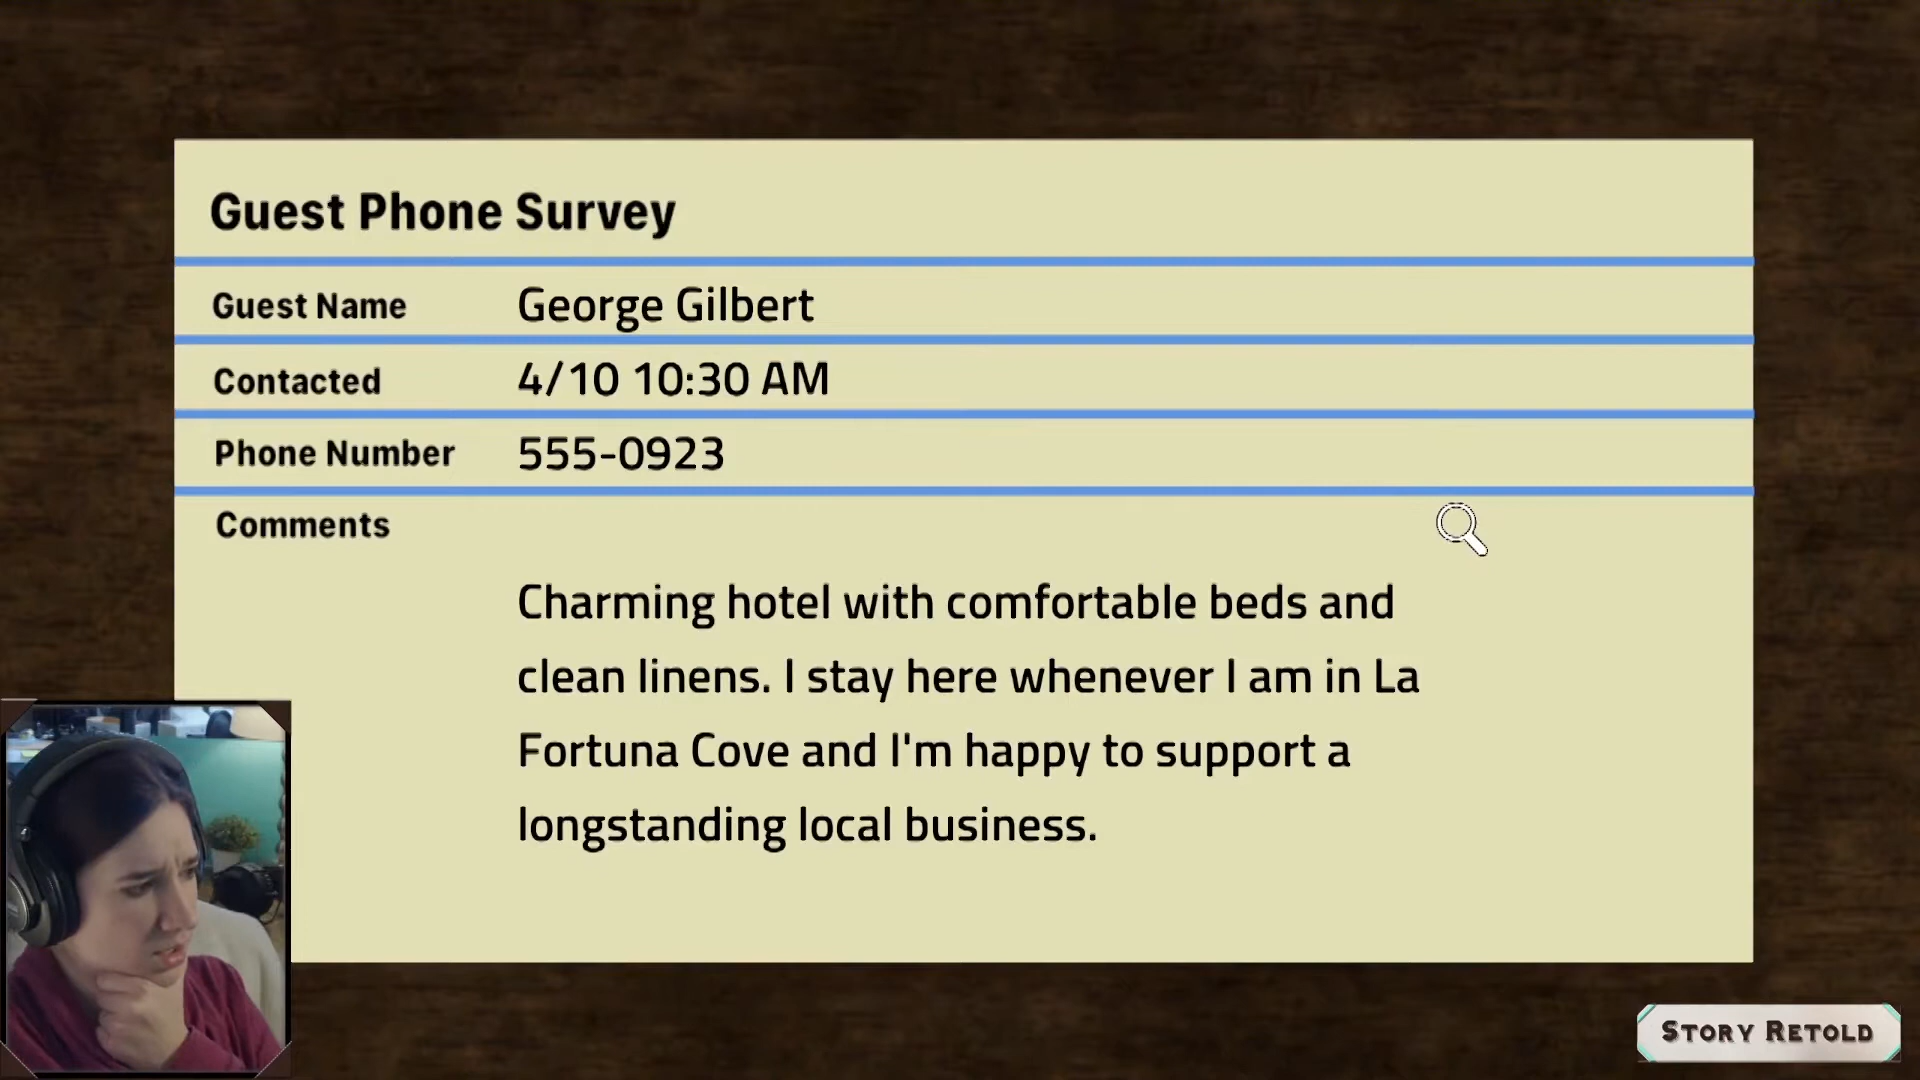 Guest Phone Survey
Guest Name George Gilbert
Contacted 4/10 10:30 AM
Phone Number 555-0923
Comments
Charming hotel with comfortable beds and
clean linens. I stay here whenever I am in La
Fortuna Cove and I'm happy to support a
longstanding local business.
STORY RETOLD